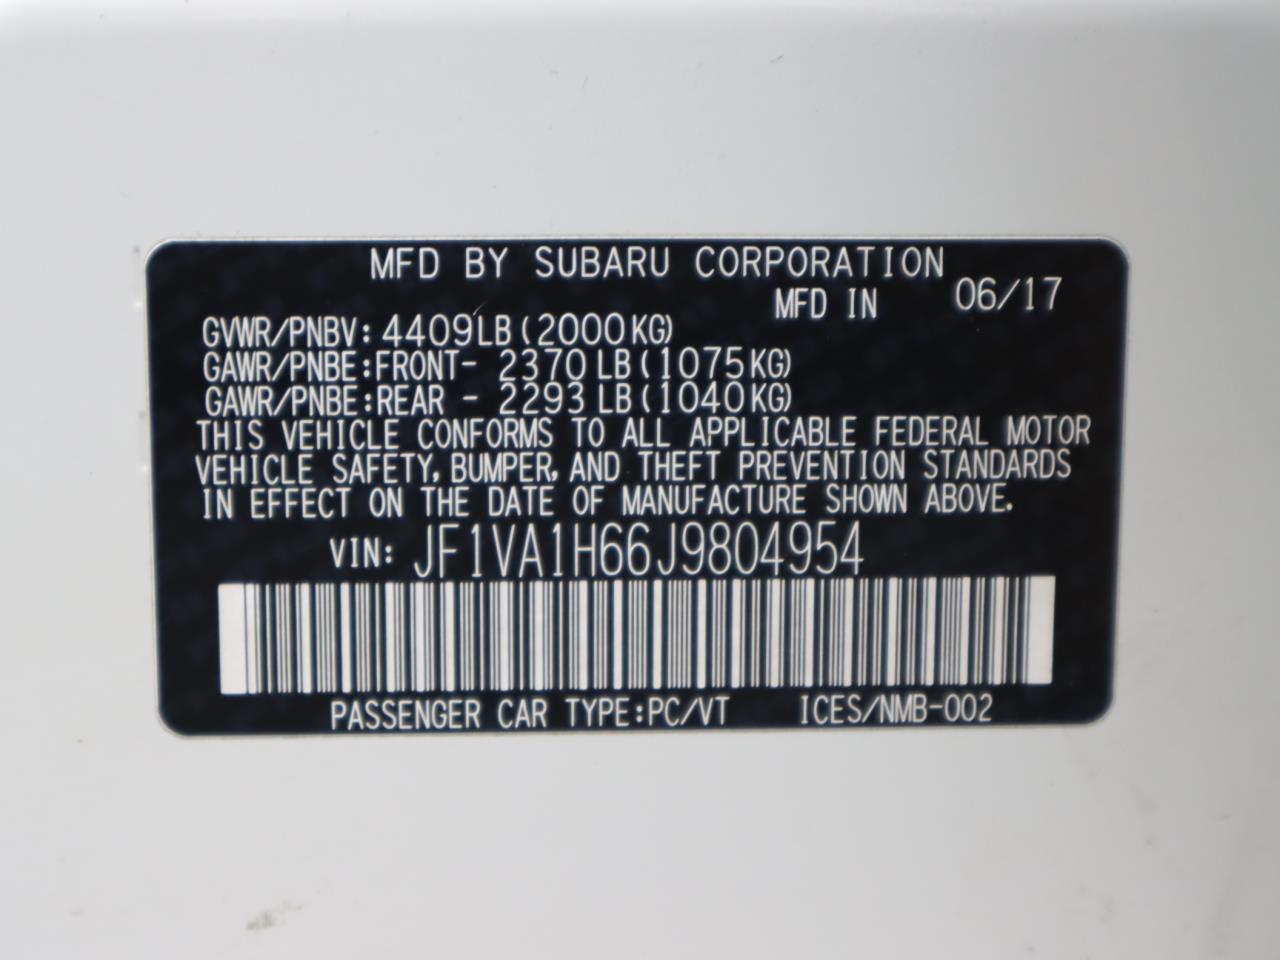 MFD BY SUBARU CORPORATION
MFD IN 06/17
GVWR/PNBV: 4409LB(2000KG)
GAWR/PNBE:FRONT- 2370 LB(1075KG)
GAWR/PNBE:REAR - 2293 LB(1040KG)
THIS VEHICLE CONFORMS TO ALL APPLICABLE FEDERAL MOTOR
VEHICLE SAFETY, BUMPER, AND THEFT PREVENTION STANDARDS
IN EFFECT ON THE DATE OF MANUFACTURE SHOWN ABOVE.
VIN: JF1VA1H66J9804954
PASSENGER CAR TYPE:PC/VT ICES/NMB-002